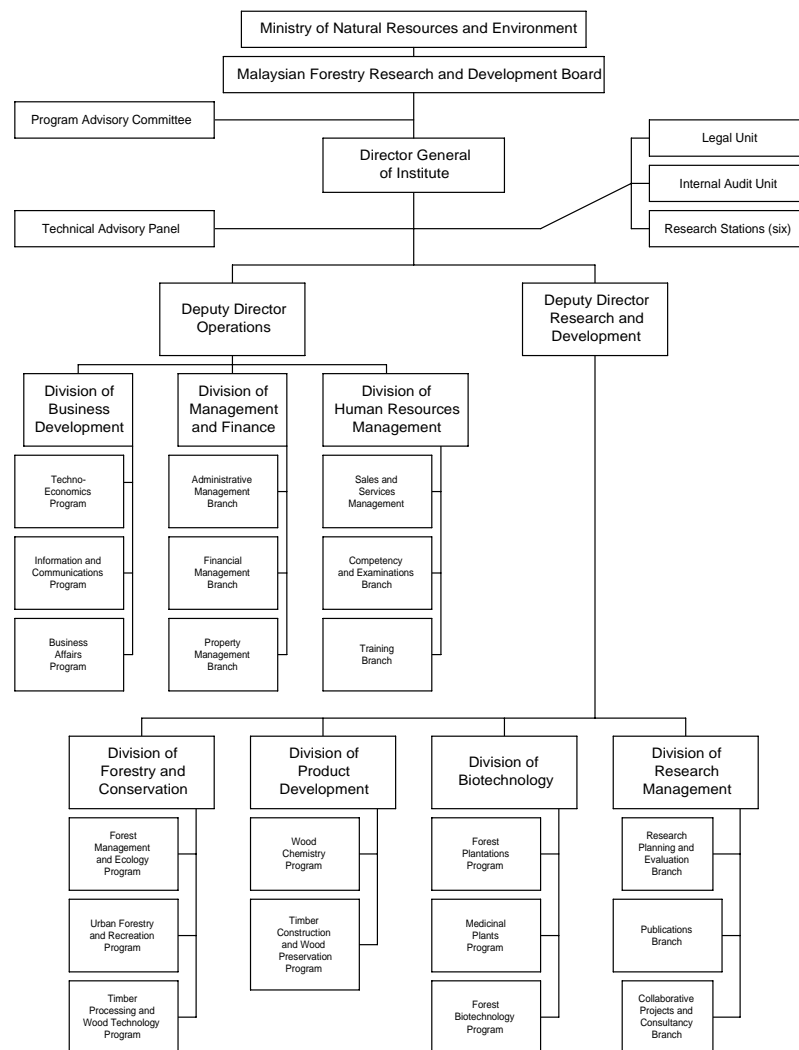 Ministry of Natural Resources and Environment
Malaysian Forestry Research and Development Board
Program Advisory Committee
Director General
of Institute
Legal Unit
Internal Audit Unit
Research Stations (six)
Technical Advisory Panel
Deputy Director
Operations
Deputy Director
Research and
Development
Division of
Business
Development
Division of
Management
and Finance
Division of
Human Resources
Management
Techno-
Economics
Program
Administrative
Management
Branch
Sales and
Services
Management
Information and
Communications
Program
Financial
Management
Branch
Competency
and Examinations
Branch
Business
Affairs
Program
Property
Management
Branch
Training
Branch
Division of
Forestry and
Conservation
Division of
Product
Development
Division of
Biotechnology
Division of
Research
Management
Forest
Management
and Ecology
Program
Wood
Chemistry
Program
Forest
Plantations
Program
Research
Planning and
Evaluation
Branch
Urban Forestry
and Recreation
Program
Timber
Construction
and Wood
Preservation
Program
Medicinal
Plants
Program
Publications
Branch
Timber
Processing and
Wood Technology
Program
Forest
Biotechnology
Program
Collaborative
Projects and
Consultancy
Branch